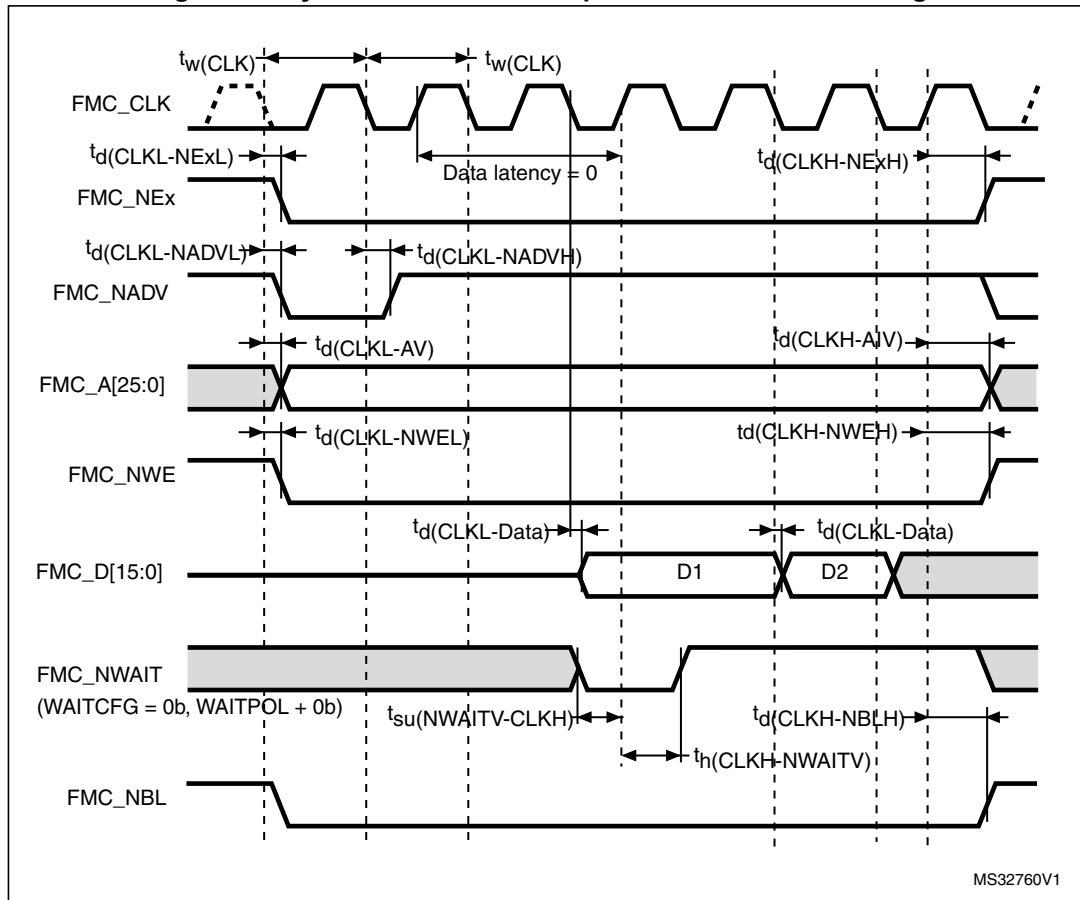 tw(CLK)
tw(CLK)
FMC_CLK
td(CLKL-NExL)
Data latency = 0
td(CLKH-NExH)
FMC_NEx
td(CLKL-NADVL)
td(CLKL-NADVH)
FMC_NADV
td(CLKL-AV)
td(CLKH-AIV)
FMC_A[25:0]
td(CLKL-NWEL)
td(CLKH-NWEH)
FMC_NWE
td(CLKL-Data)
td(CLKL-Data)
FMC_D[15:0]
D1
D2
FMC_NWAIT
(WAITCFG = 0b, WAITPOL + 0b)
tsu(NWAITV-CLKH)
td(CLKH-NBLH)
th(CLKH-NWAITV)
FMC_NBL
MS32760V1